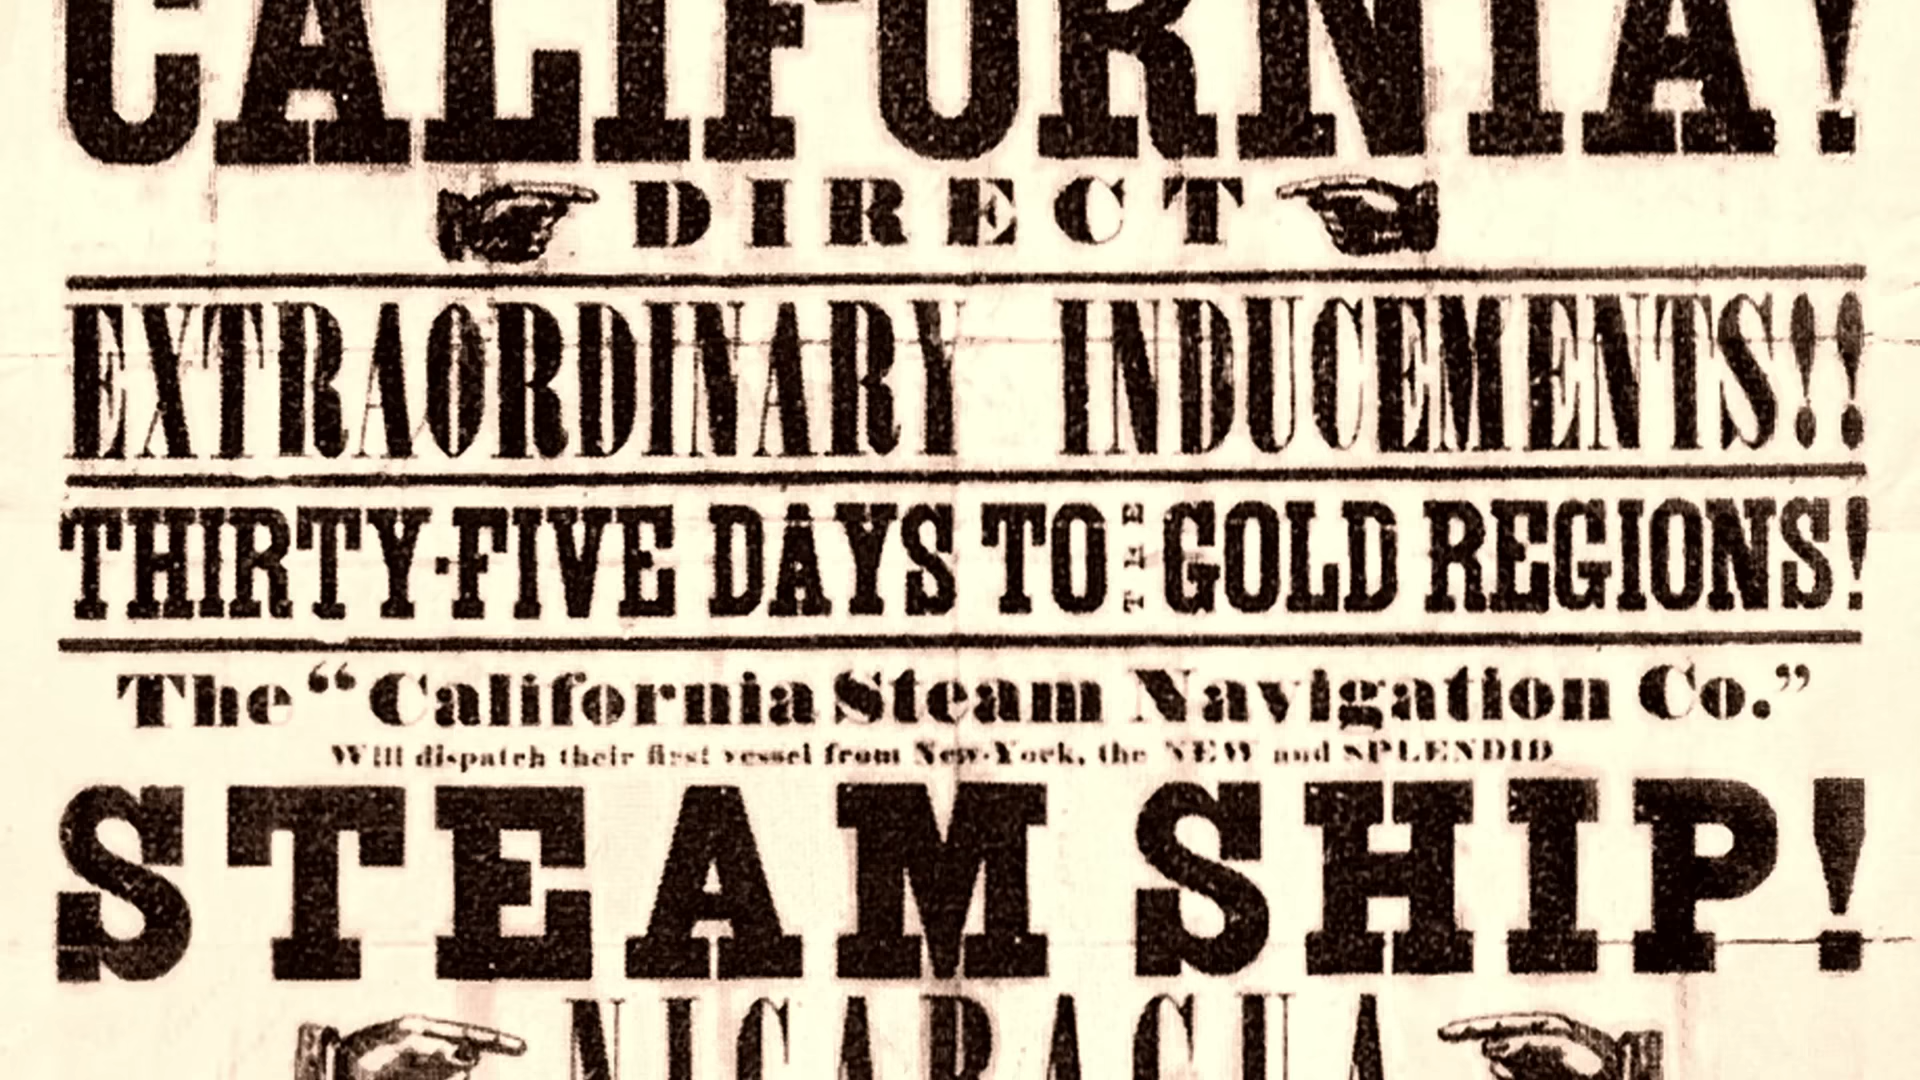 CALIFORNIA!
DIRECT
EXTRAORDINARY INDUCEMENTS!!
THIRTY-FIVE DAYS TO THE GOLD REGIONS!
The “California Steam Navigation Co.”
Will dispatch their first vessel from New-York, the NEW and SPLENDID
STEAM SHIP!
NICARAGUA